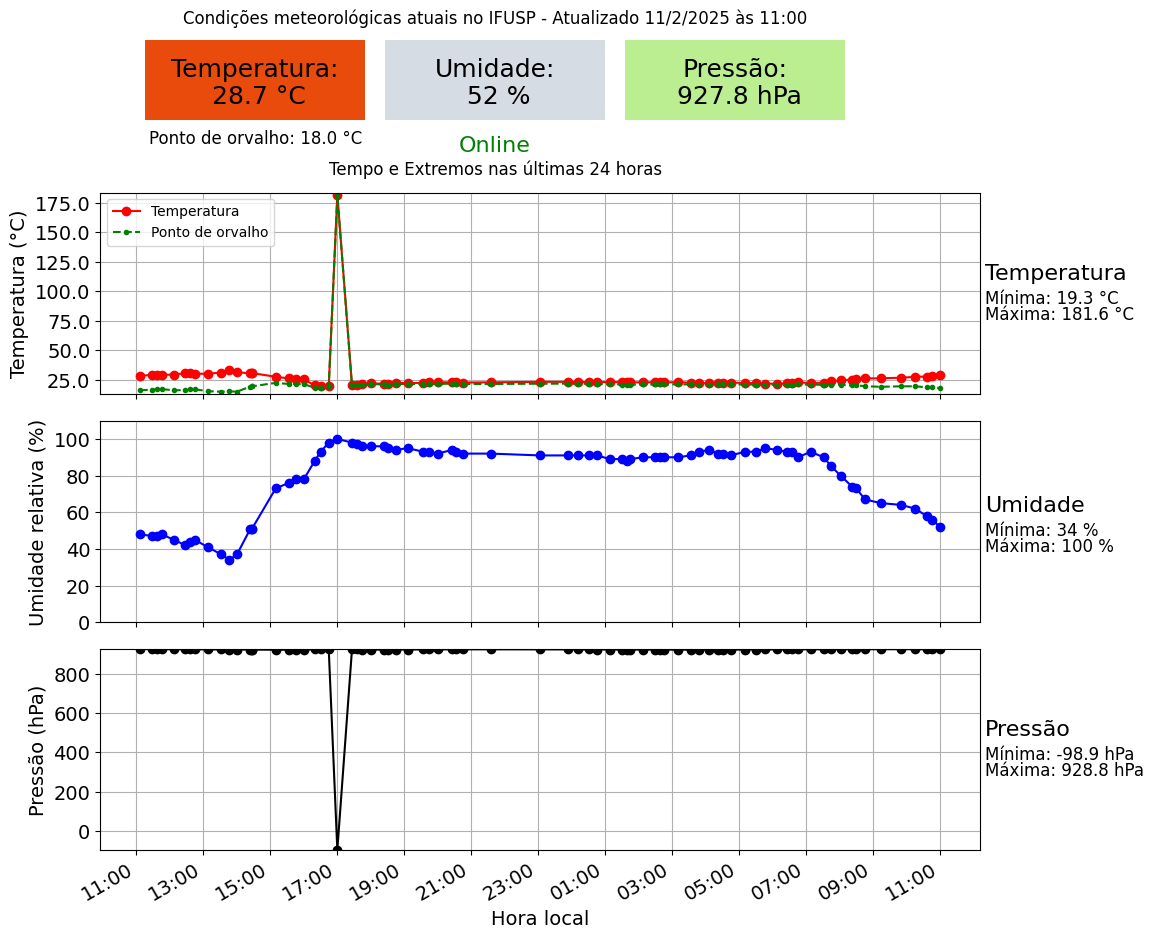 Condições meteorológicas atuais no IFUSP - Atualizado 11/2/2025 às 11:00
Temperatura:
28.7 °C
Umidade:
52 %
Pressão:
927.8 hPa
Ponto de orvalho: 18.0 °C
Online
Tempo e Extremos nas últimas 24 horas
Temperatura (°C)
175.0
150.0
125.0
100.0
75.0
50.0
25.0
Temperatura
Ponto de orvalho
Temperatura
Mínima: 19.3 °C
Máxima: 181.6 °C
Umidade relativa (%)
100
80
60
40
20
0
Umidade
Mínima: 34 %
Máxima: 100 %
Pressão (hPa)
800
600
400
200
0
Pressão
Mínima: -98.9 hPa
Máxima: 928.8 hPa
11:00
13:00
15:00
17:00
19:00
21:00
23:00
01:00
03:00
05:00
07:00
09:00
11:00
Hora local